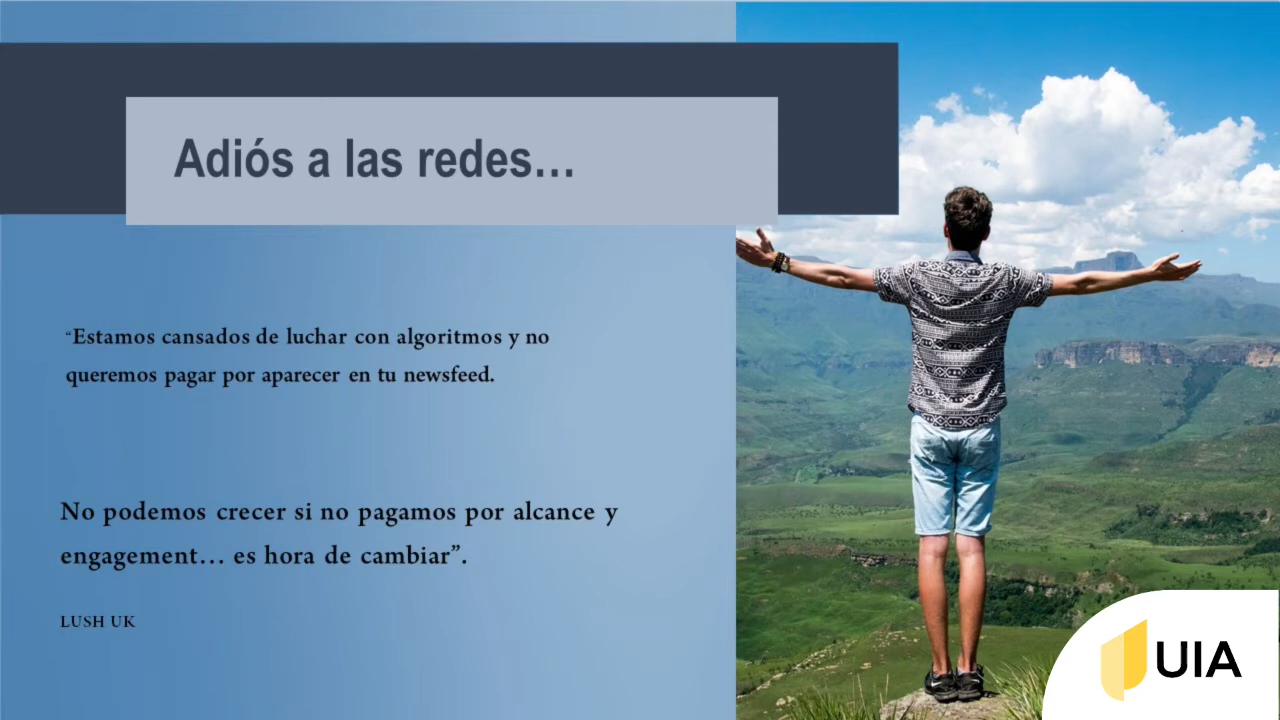 Adiós a las redes…
“Estamos cansados de luchar con algoritmos y no
queremos pagar por aparecer en tu newsfeed.
No podemos crecer si no pagamos por alcance y
engagement… es hora de cambiar”.
LUSH UK
UIA